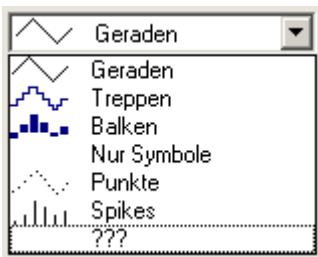 Geraden
Geraden
Treppen
Balken
Nur Symbole
Punkte
Spikes
???